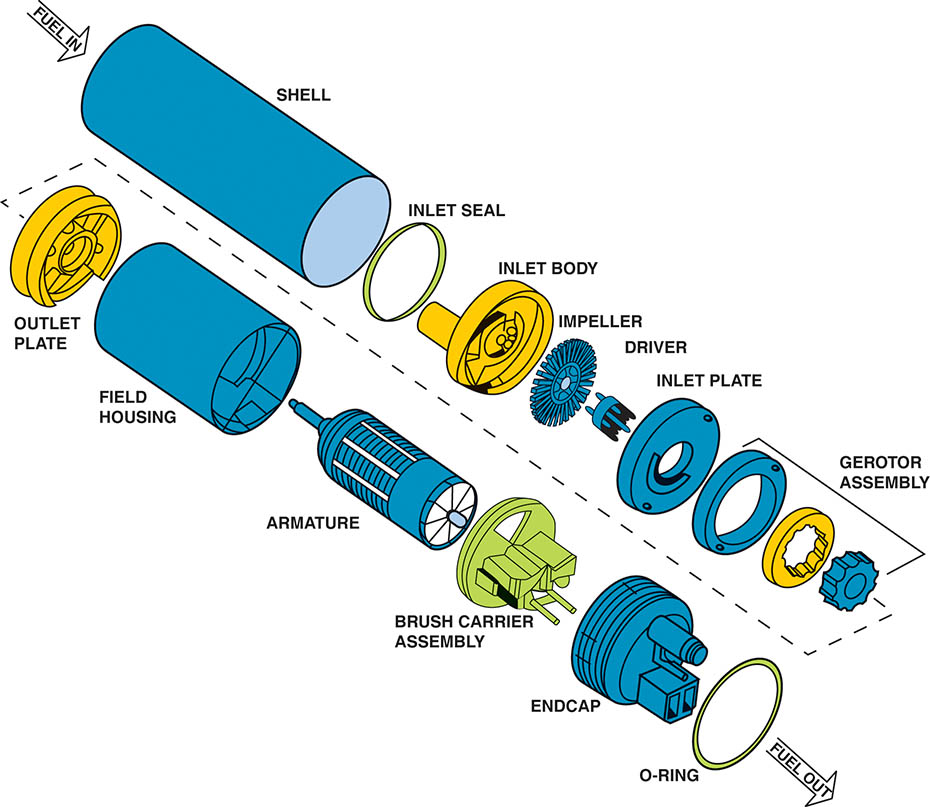 FUEL IN
SHELL
INLET SEAL
INLET BODY
IMPELLER
DRIVER
INLET PLATE
GEROTOR
ASSEMBLY
OUTLET
PLATE
FIELD
HOUSING
ARMATURE
BRUSH CARRIER
ASSEMBLY
ENDCAP
O-RING
FUEL OUT